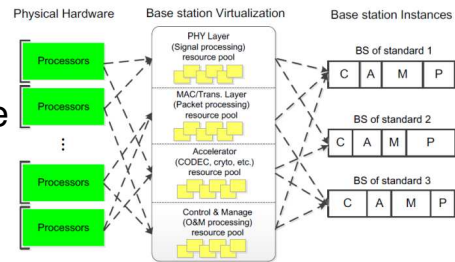 Physical Hardware
Base station Virtualization
Base station Instances
Processors
Processors
⋮
Processors
Processors
e
PHY Layer
(Signal processing)
resource pool
MAC/Trans. Layer
(Packet processing)
resource pool
Accelerator
(CODEC, cryto, etc.)
resource pool
Control & Manage
(O&M processing)
resource pool
BS of standard 1
C A M P
BS of standard 2
C A M P
BS of standard 3
C A M P